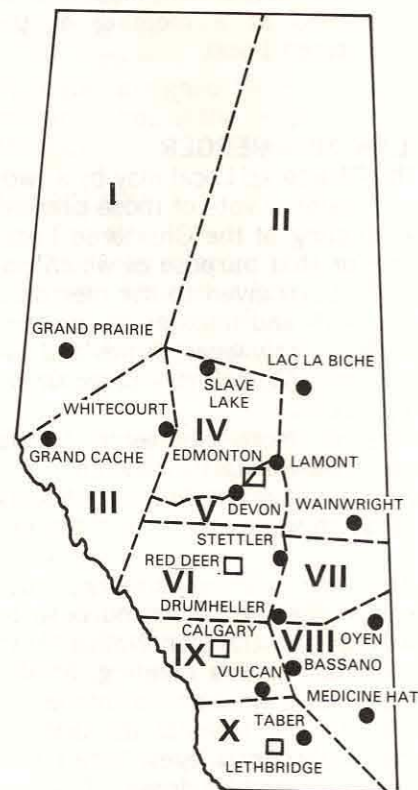 I
II
GRAND PRAIRIE
LAC LA BICHE
SLAVE
LAKE
WHITECOURT
IV
GRAND CACHE
EDMONTON
LAMONT
III
DEVON
WAINWRIGHT
V
STETTLER
RED DEER
VI
VII
DRUMHELLER
CALGARY
VIII
OYEN
IX
BASSANO
VULCAN
MEDICINE HAT
X
TABER
LETHBRIDGE